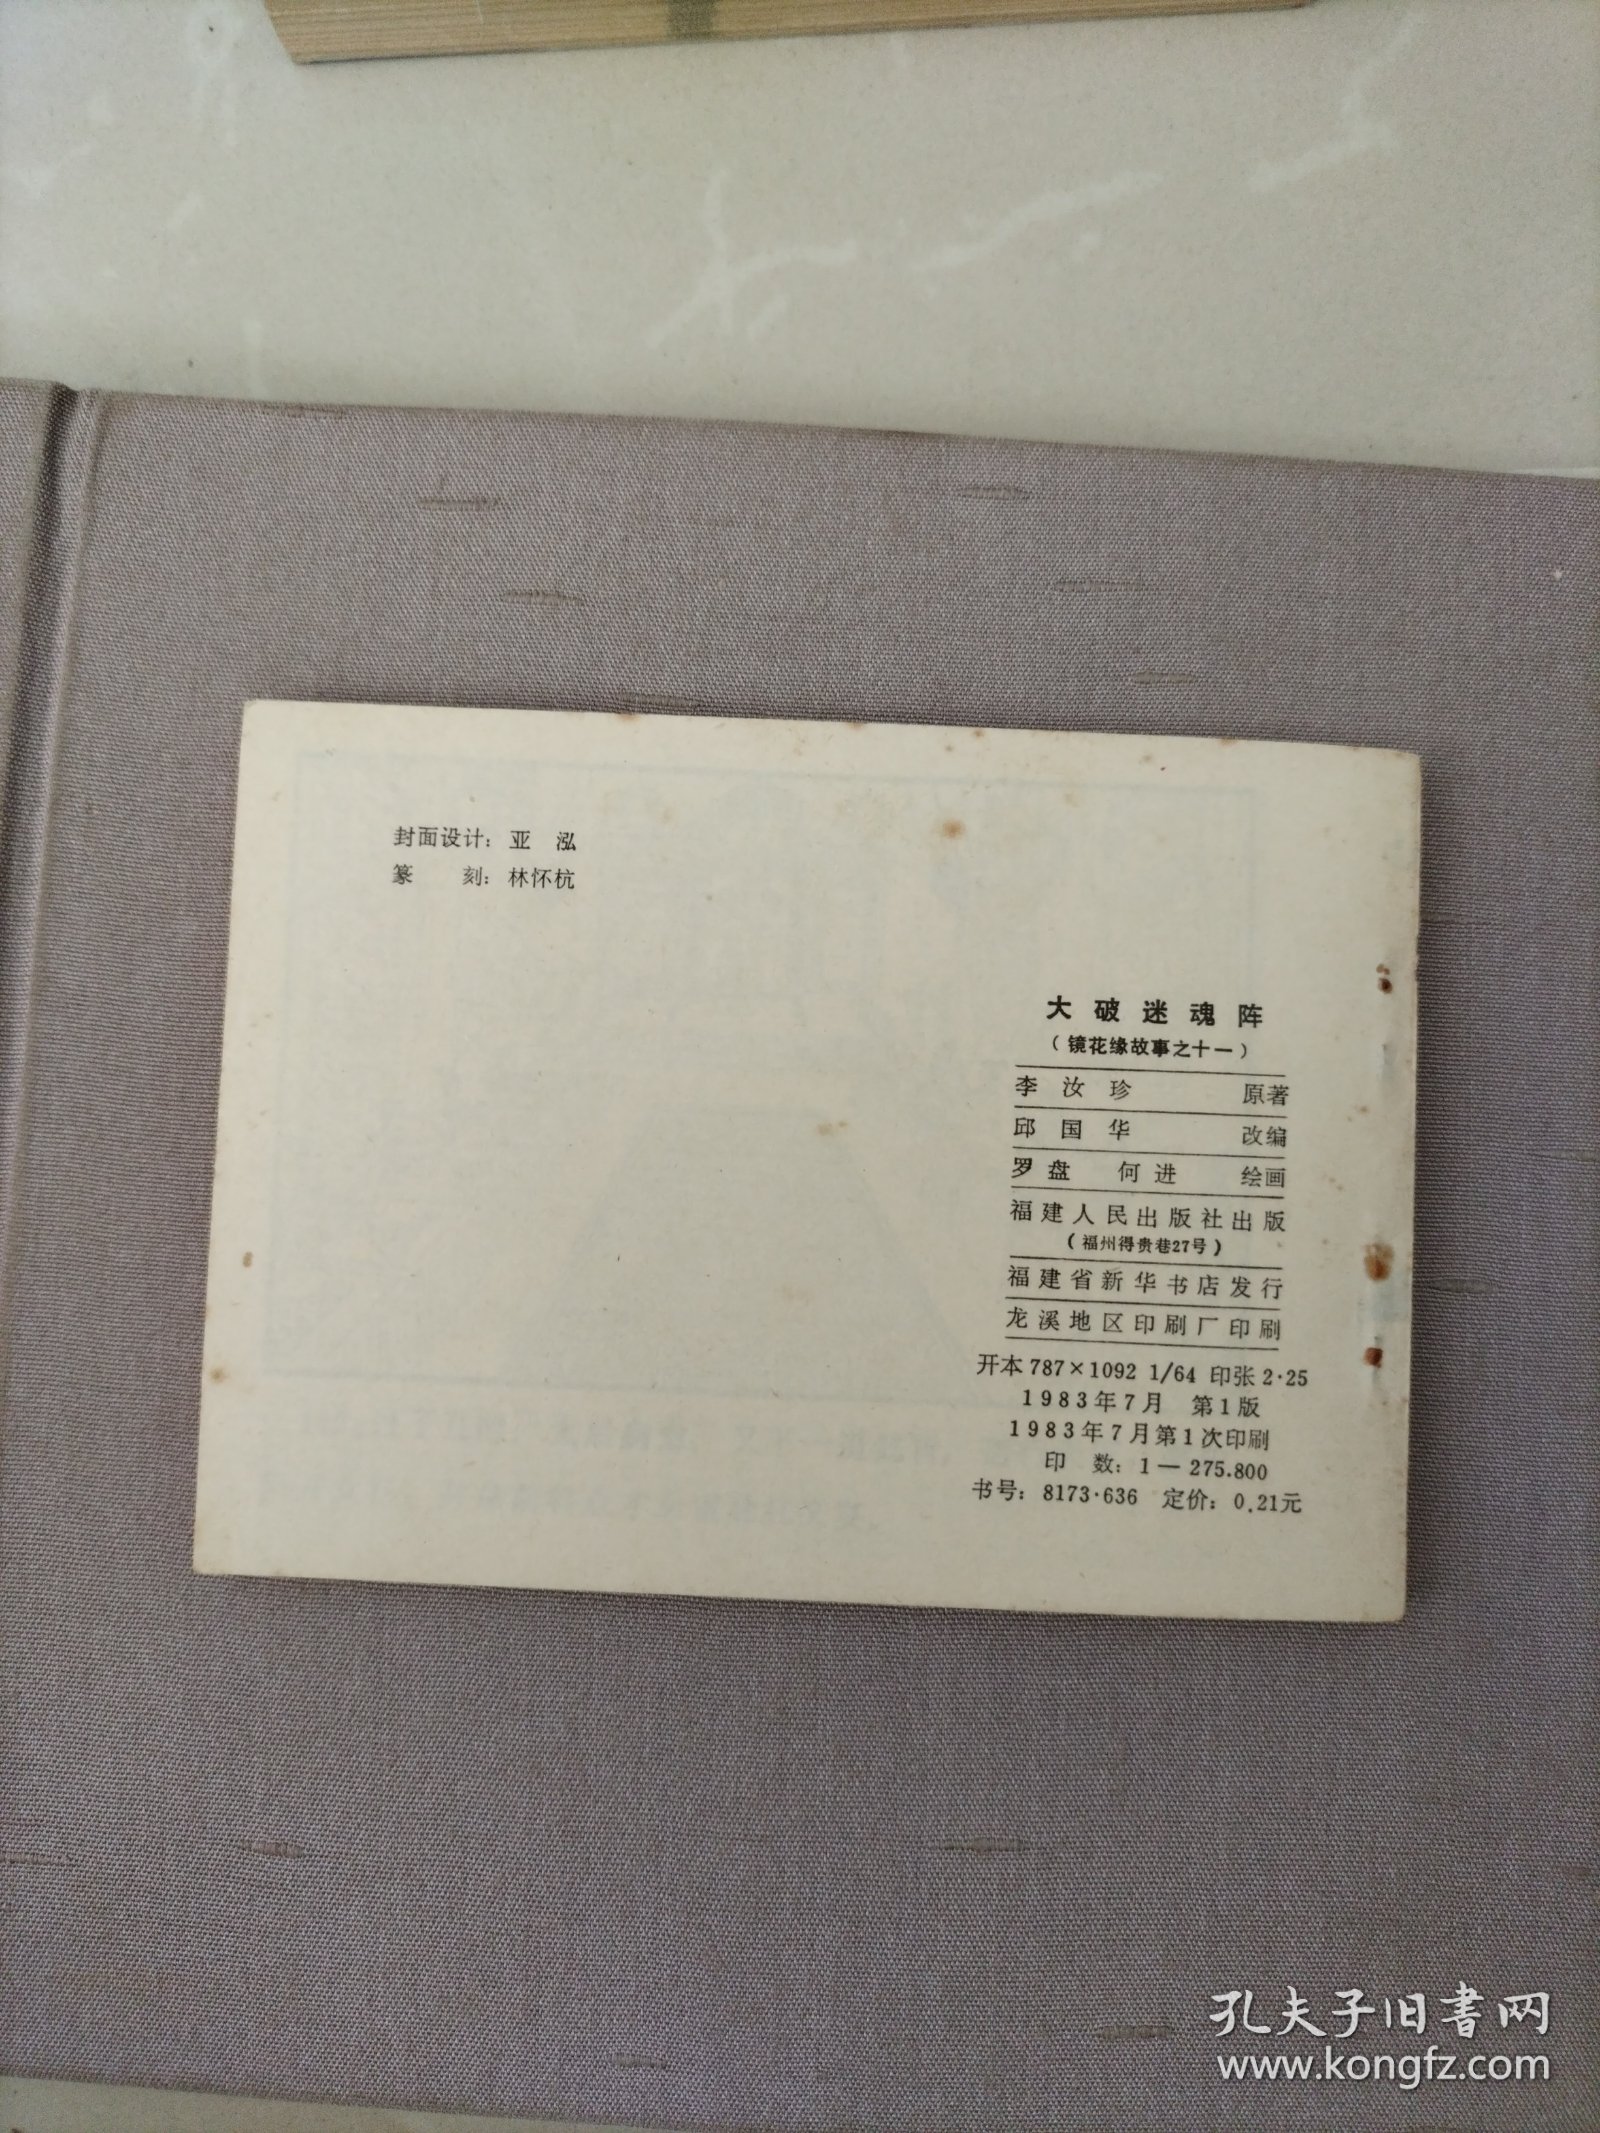 封面设计：亚　泓
篆　　刻：林怀杭
大破迷魂阵
（镜花缘故事之十一）
李汝珍　原著
邱国华　改编
罗盘　何进　绘画
福建人民出版社出版
（福州得贵巷27号）
福建省新华书店发行
龙溪地区印刷厂印刷
开本787×1092 1/64 印张2·25
1983年7月 第1版
1983年7月第1次印刷
印　数：1—275.800
书号：8173·636 定价：0.21元
孔夫子旧书网
www.kongfz.com